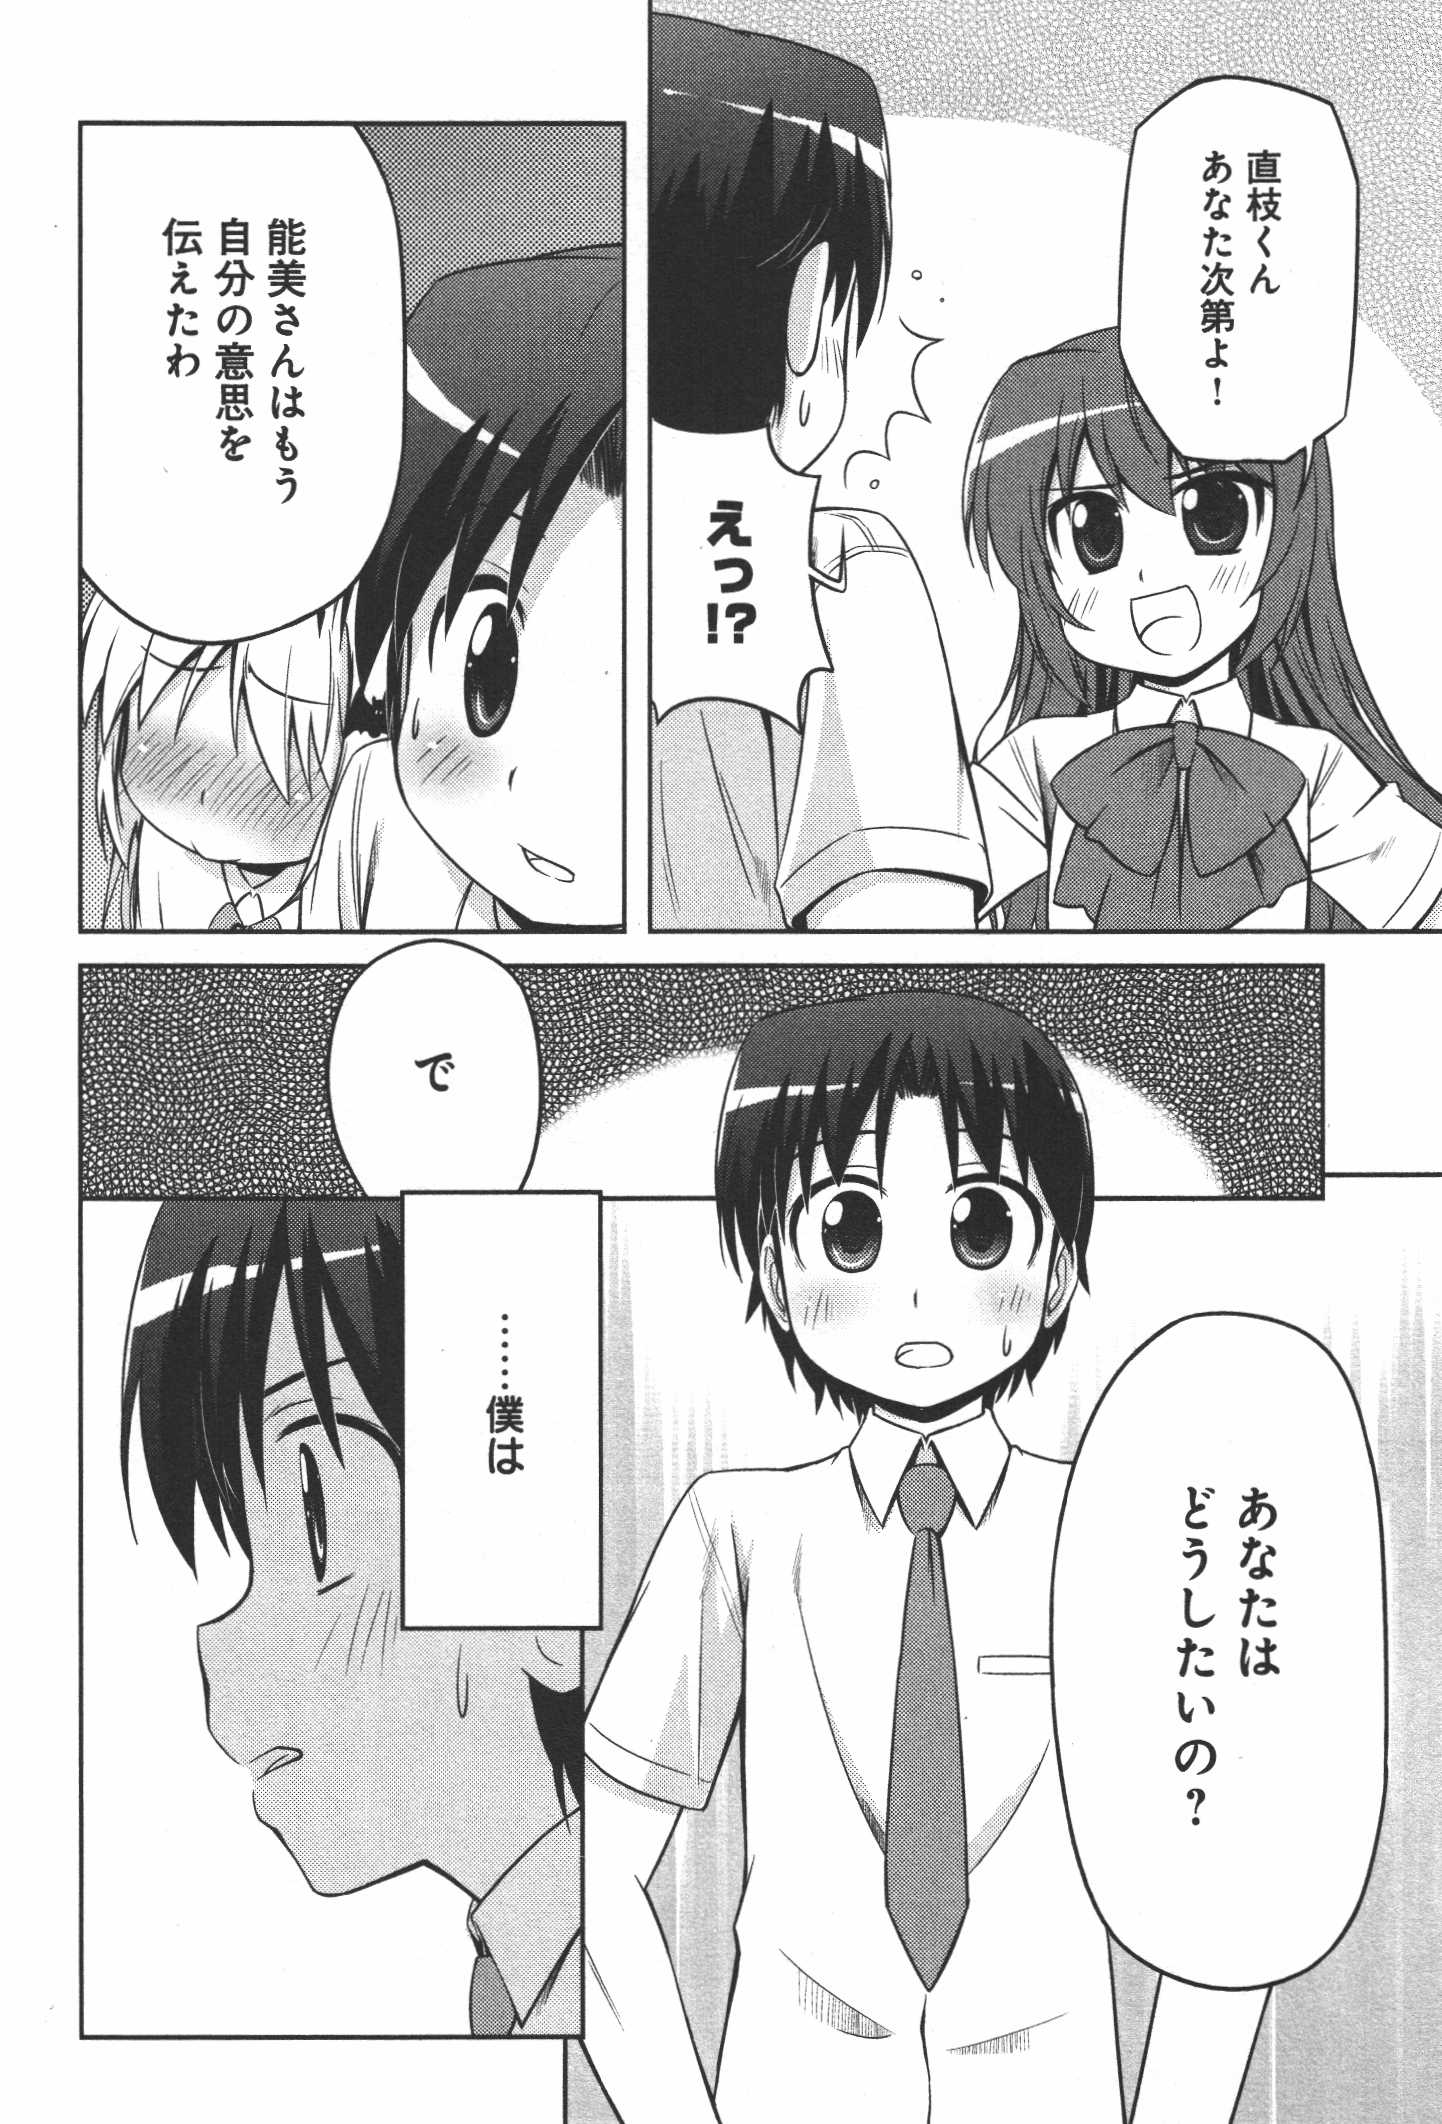 直枝くん
あなた次第よ！
えっ!?
能美さんはもう
自分の意思を
伝えたわ
で
あなたは
どうしたいの？
……僕は